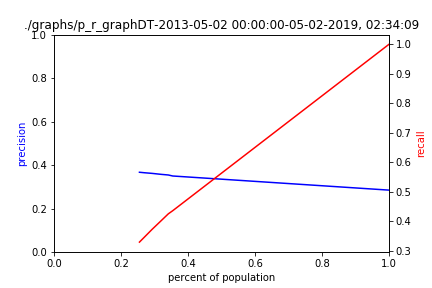 ./graphs/p_r_graphDT-2013-05-02 00:00:00-05-02-2019, 02:34:09
1.0
0.8
0.6
0.4
0.2
0.0
precision
0.0 0.2 0.4 0.6 0.8 1.0
percent of population
1.0
0.9
0.8
0.7
0.6
0.5
0.4
0.3
recall